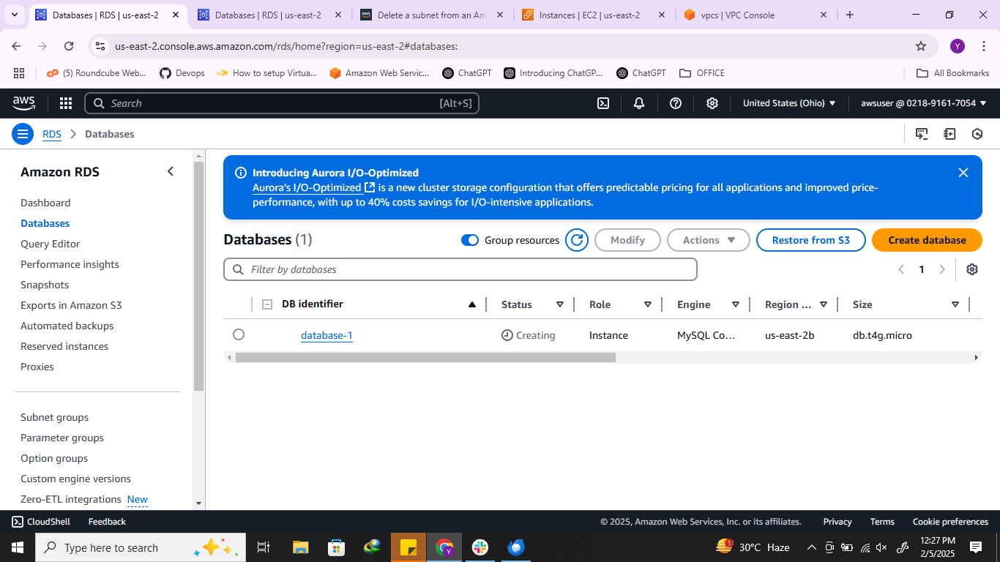 Databases | RDS | us-east-2
Databases | RDS | us-east-2
Delete a subnet from an Am
Instances | EC2 | us-east-2
vpcs | VPC Console
us-east-2.console.aws.amazon.com/rds/home?region=us-east-2#databases:
Y
(5) Roundcube Web...
Devops
How to setup Virtua...
Amazon Web Servic...
ChatGPT
Introducing ChatGP...
ChatGPT
OFFICE
All Bookmarks
aws
Search
[Alt+S]
United States (Ohio)
awsuser @ 0218-9161-7054
RDS
Databases
Amazon RDS
Dashboard
Databases
Query Editor
Performance insights
Snapshots
Exports in Amazon S3
Automated backups
Reserved instances
Proxies
Subnet groups
Parameter groups
Option groups
Custom engine versions
Zero-ETL integrations New
Introducing Aurora I/O-Optimized
Aurora's I/O-Optimized is a new cluster storage configuration that offers predictable pricing for all applications and improved price-
performance, with up to 40% costs savings for I/O-intensive applications.
Databases (1)
Group resources
Modify
Actions
Restore from S3
Create database
Filter by databases
1
DB identifier
Status
Role
Engine
Region ...
Size
database-1
Creating
Instance
MySQL Co...
us-east-2b
db.t4g.micro
CloudShell
Feedback
© 2025, Amazon Web Services, Inc. or its affiliates.
Privacy
Terms
Cookie preferences
Type here to search
Y
1
30°C Haze
12:27 PM
2/5/2025